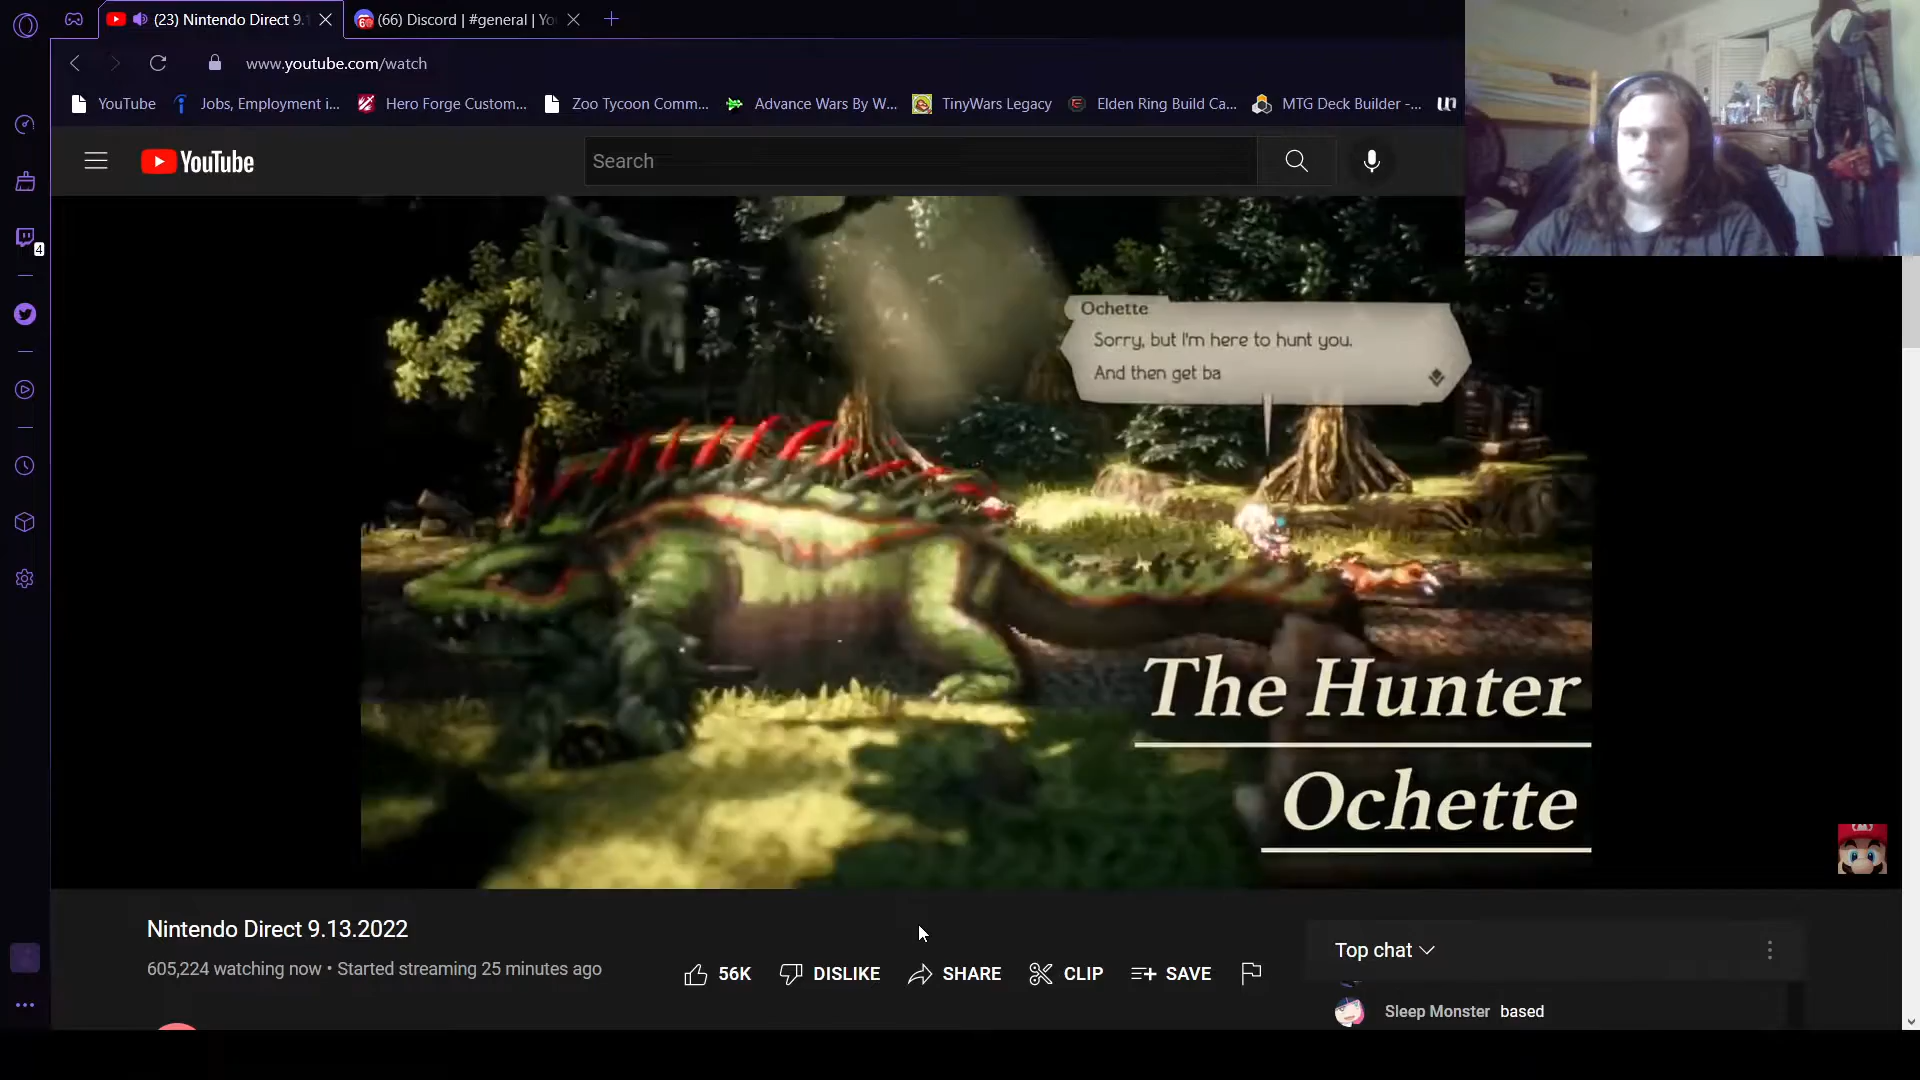 (23) Nintendo Direct 9.
(66) Discord | #general | Yo
www.youtube.com/watch
YouTube
Jobs, Employment i...
Hero Forge Custom...
Zoo Tycoon Comm...
Advance Wars By W...
TinyWars Legacy
Elden Ring Build Ca...
MTG Deck Builder -...
YouTube
Search
4
Ochette
Sorry, but I'm here to hunt you.
And then get ba
The Hunter
Ochette
Nintendo Direct 9.13.2022
605,224 watching now • Started streaming 25 minutes ago
56K
DISLIKE
SHARE
CLIP
SAVE
Top chat
Sleep Monster based